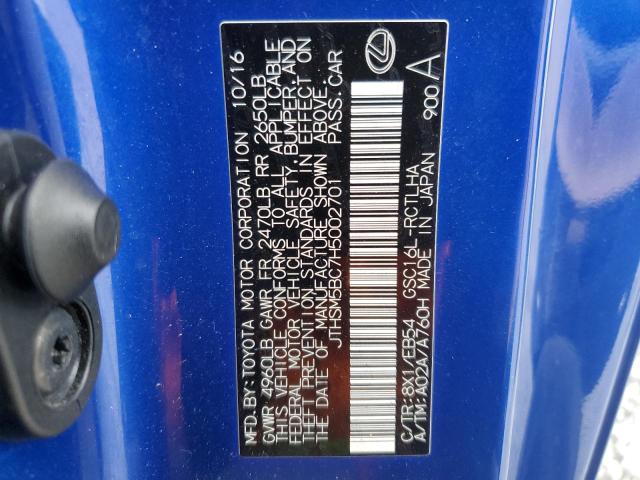 MFD.BY:TOYOTA MOTOR CORPORATION 10/16
GVWR 4960LB GAWR FR 2470LB RR 2650LB
THIS VEHICLE CONFORMS TO ALL APPLICABLE
FEDERAL MOTOR VEHICLE SAFETY, BUMPER, AND
THEFT PREVENTION STANDARDS IN EFFECT ON
THE DATE OF MANUFACTURE SHOWN ABOVE.
JTHSM5BC7H5002701 PASS.CAR
C/TR:8X1/EB54 GSC16L-RCTLHA
A/TM:A02A/A760H MADE IN JAPAN 900 A